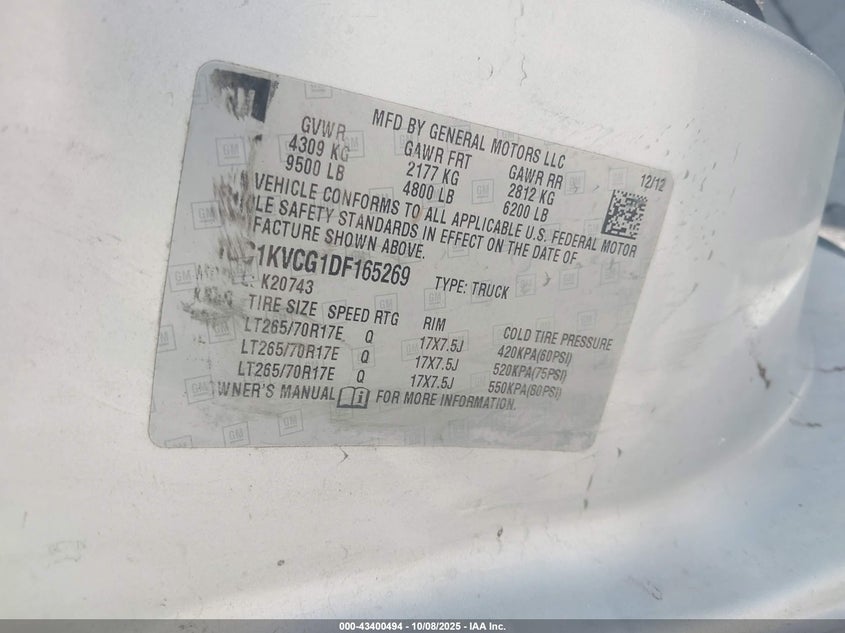 GM
MFD BY GENERAL MOTORS LLC
GVWR GAWR FRT GAWR RR 12/12
4309 KG 2177 KG 2812 KG
9500 LB 4800 LB 6200 LB
VEHICLE CONFORMS TO ALL APPLICABLE U.S. FEDERAL MOTOR
LE SAFETY STANDARDS IN EFFECT ON THE DATE OF
FACTURE SHOWN ABOVE.
C1KVCG1DF165269 TYPE: TRUCK
: K20743
TIRE SIZE SPEED RTG RIM COLD TIRE PRESSURE
LT265/70R17E Q 17X7.5J 420KPA(60PSI)
LT265/70R17E Q 17X7.5J 520KPA(75PSI)
LT265/70R17E Q 17X7.5J 550KPA(80PSI)
WNER'S MANUAL FOR MORE INFORMATION.
000-43400494 - 10/08/2025 - IAA Inc.